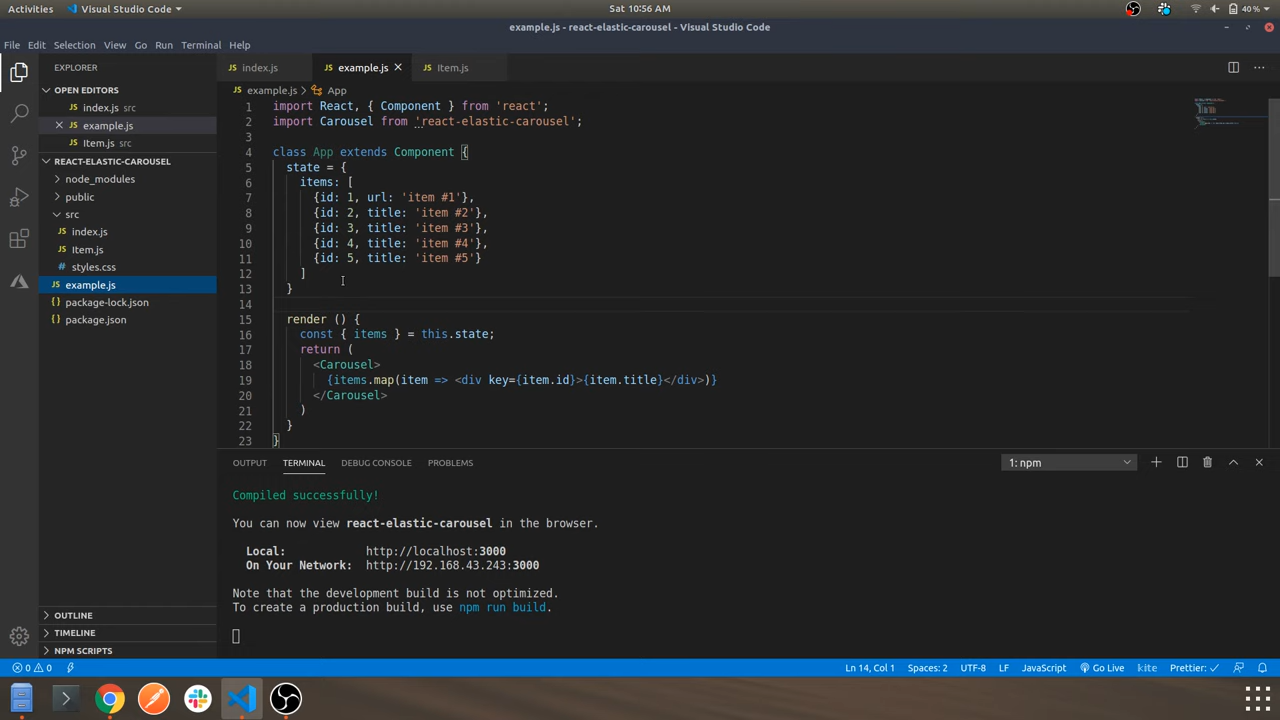 Activities
Visual Studio Code
Sat 10:56 AM
40%
example.js - react-elastic-carousel - Visual Studio Code
File Edit Selection View Go Run Terminal Help
EXPLORER
OPEN EDITORS
index.js src
example.js
Item.js src
REACT-ELASTIC-CAROUSEL
node_modules
public
src
index.js
Item.js
styles.css
example.js
package-lock.json
package.json
OUTLINE
TIMELINE
NPM SCRIPTS
index.js
example.js
Item.js
example.js > App
1 import React, { Component } from 'react';
2 import Carousel from 'react-elastic-carousel';
3
4 class App extends Component {
5 state = {
6 items: [
7 {id: 1, url: 'item #1'},
8 {id: 2, title: 'item #2'},
9 {id: 3, title: 'item #3'},
10 {id: 4, title: 'item #4'},
11 {id: 5, title: 'item #5'}
12 ]
13 }
14
15 render () {
16 const { items } = this.state;
17 return (
18 <Carousel>
19 {items.map(item => <div key={item.id}>{item.title}</div>)}
20 </Carousel>
21 )
22 }
23 }
OUTPUT TERMINAL DEBUG CONSOLE PROBLEMS
1: npm
Compiled successfully!
You can now view react-elastic-carousel in the browser.
Local: http://localhost:3000
On Your Network: http://192.168.43.243:3000
Note that the development build is not optimized.
To create a production build, use npm run build.
0 0
Ln 14, Col 1 Spaces: 2 UTF-8 LF JavaScript Go Live kite Prettier: ✓